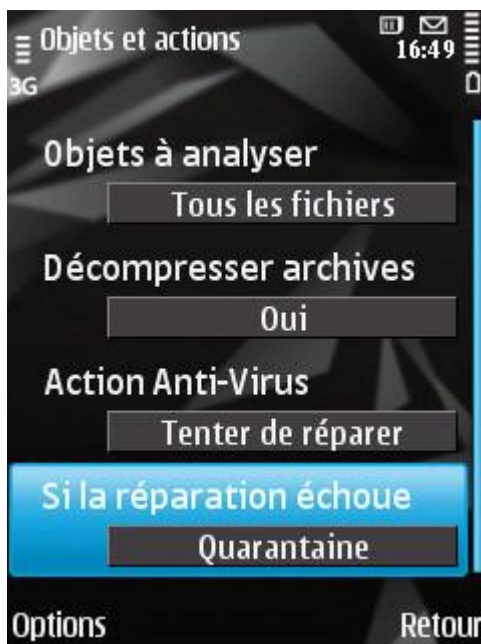 Objets et actions
16:49
3G
Objets à analyser
Tous les fichiers
Décompresser archives
Oui
Action Anti-Virus
Tenter de réparer
Si la réparation échoue
Quarantaine
Options
Retour